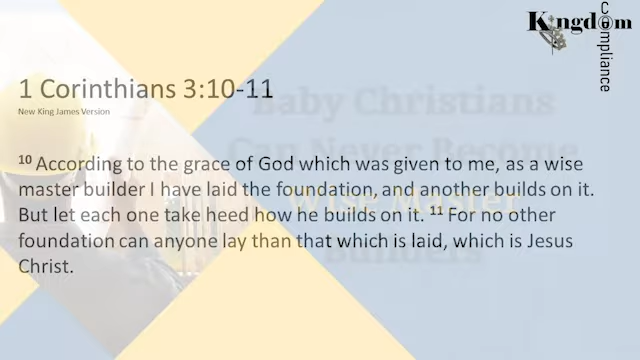 Kingdom
Compliance
1 Corinthians 3:10-11
New King James Version
Baby Christians
Can Never Become
Wise Master
Builders
10 According to the grace of God which was given to me, as a wise
master builder I have laid the foundation, and another builds on it.
But let each one take heed how he builds on it. 11 For no other
foundation can anyone lay than that which is laid, which is Jesus
Christ.